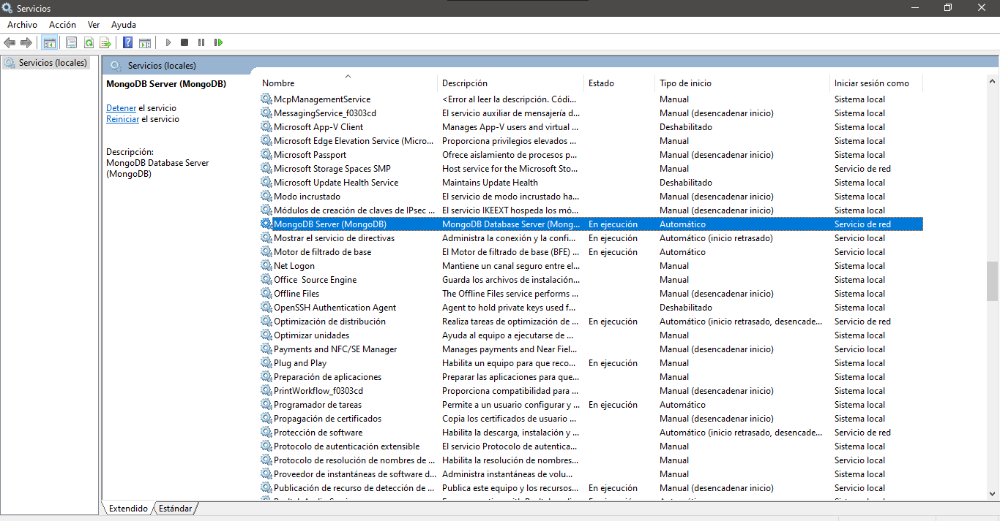 Servicios
Archivo Acción Ver Ayuda
Servicios (locales)
Servicios (locales)
MongoDB Server (MongoDB)
Detener el servicio
Reiniciar el servicio
Descripción:
MongoDB Database Server
(MongoDB)
Nombre Descripción Estado Tipo de inicio Iniciar sesión como
McpManagementService <Error al leer la descripción. Códi... Manual Sistema local
MessagingService_f0303cd El servicio auxiliar de mensajería d... Manual (desencadenar inicio) Sistema local
Microsoft App-V Client Manages App-V users and virtual ... Deshabilitado Sistema local
Microsoft Edge Elevation Service (Micro... Proporciona privilegios elevados ... Manual Sistema local
Microsoft Passport Ofrece aislamiento de procesos p... Manual (desencadenar inicio) Sistema local
Microsoft Storage Spaces SMP Host service for the Microsoft Sto... Manual Servicio de red
Microsoft Update Health Service Maintains Update Health Deshabilitado Sistema local
Modo incrustado El servicio de modo incrustado ha... Manual (desencadenar inicio) Sistema local
Módulos de creación de claves de IPsec ... El servicio IKEEXT hospeda los mó... Manual (desencadenar inicio) Sistema local
MongoDB Server (MongoDB) MongoDB Database Server (Mong... En ejecución Automático Servicio de red
Mostrar el servicio de directivas Administra la conexión y la confi... En ejecución Automático (inicio retrasado) Servicio local
Motor de filtrado de base El Motor de filtrado de base (BFE) ... En ejecución Automático Servicio local
Net Logon Mantiene un canal seguro entre el... Manual Sistema local
Office Source Engine Guarda los archivos de instalación... Manual Sistema local
Offline Files The Offline Files service performs ... Manual (desencadenar inicio) Sistema local
OpenSSH Authentication Agent Agent to hold private keys used f... Deshabilitado Sistema local
Optimización de distribución Realiza tareas de optimización de ... En ejecución Automático (inicio retrasado, desencade... Servicio de red
Optimizar unidades Ayuda al equipo a ejecutarse de ... Manual Sistema local
Payments and NFC/SE Manager Manages payments and Near Fiel... Manual (desencadenar inicio) Servicio local
Plug and Play Habilita un equipo para que reco... En ejecución Manual Sistema local
Preparación de aplicaciones Preparar las aplicaciones para que... Manual Sistema local
PrintWorkflow_f0303cd Proporciona compatibilidad para ... Manual (desencadenar inicio) Sistema local
Programador de tareas Permite a un usuario configurar y ... En ejecución Automático Sistema local
Propagación de certificados Copia los certificados de usuario ... Manual (desencadenar inicio) Sistema local
Protección de software Habilita la descarga, instalación y ... Automático (inicio retrasado, desencade... Servicio de red
Protocolo de autenticación extensible El servicio Protocolo de autentica... Manual Sistema local
Protocolo de resolución de nombres de ... Habilita la resolución de nombres... Manual Servicio local
Proveedor de instantáneas de software d... Administra instantáneas de volu... Manual Sistema local
Publicación de recurso de detección de ... Publica este equipo y los recursos... En ejecución Manual (desencadenar inicio) Servicio local
Extendido Estándar